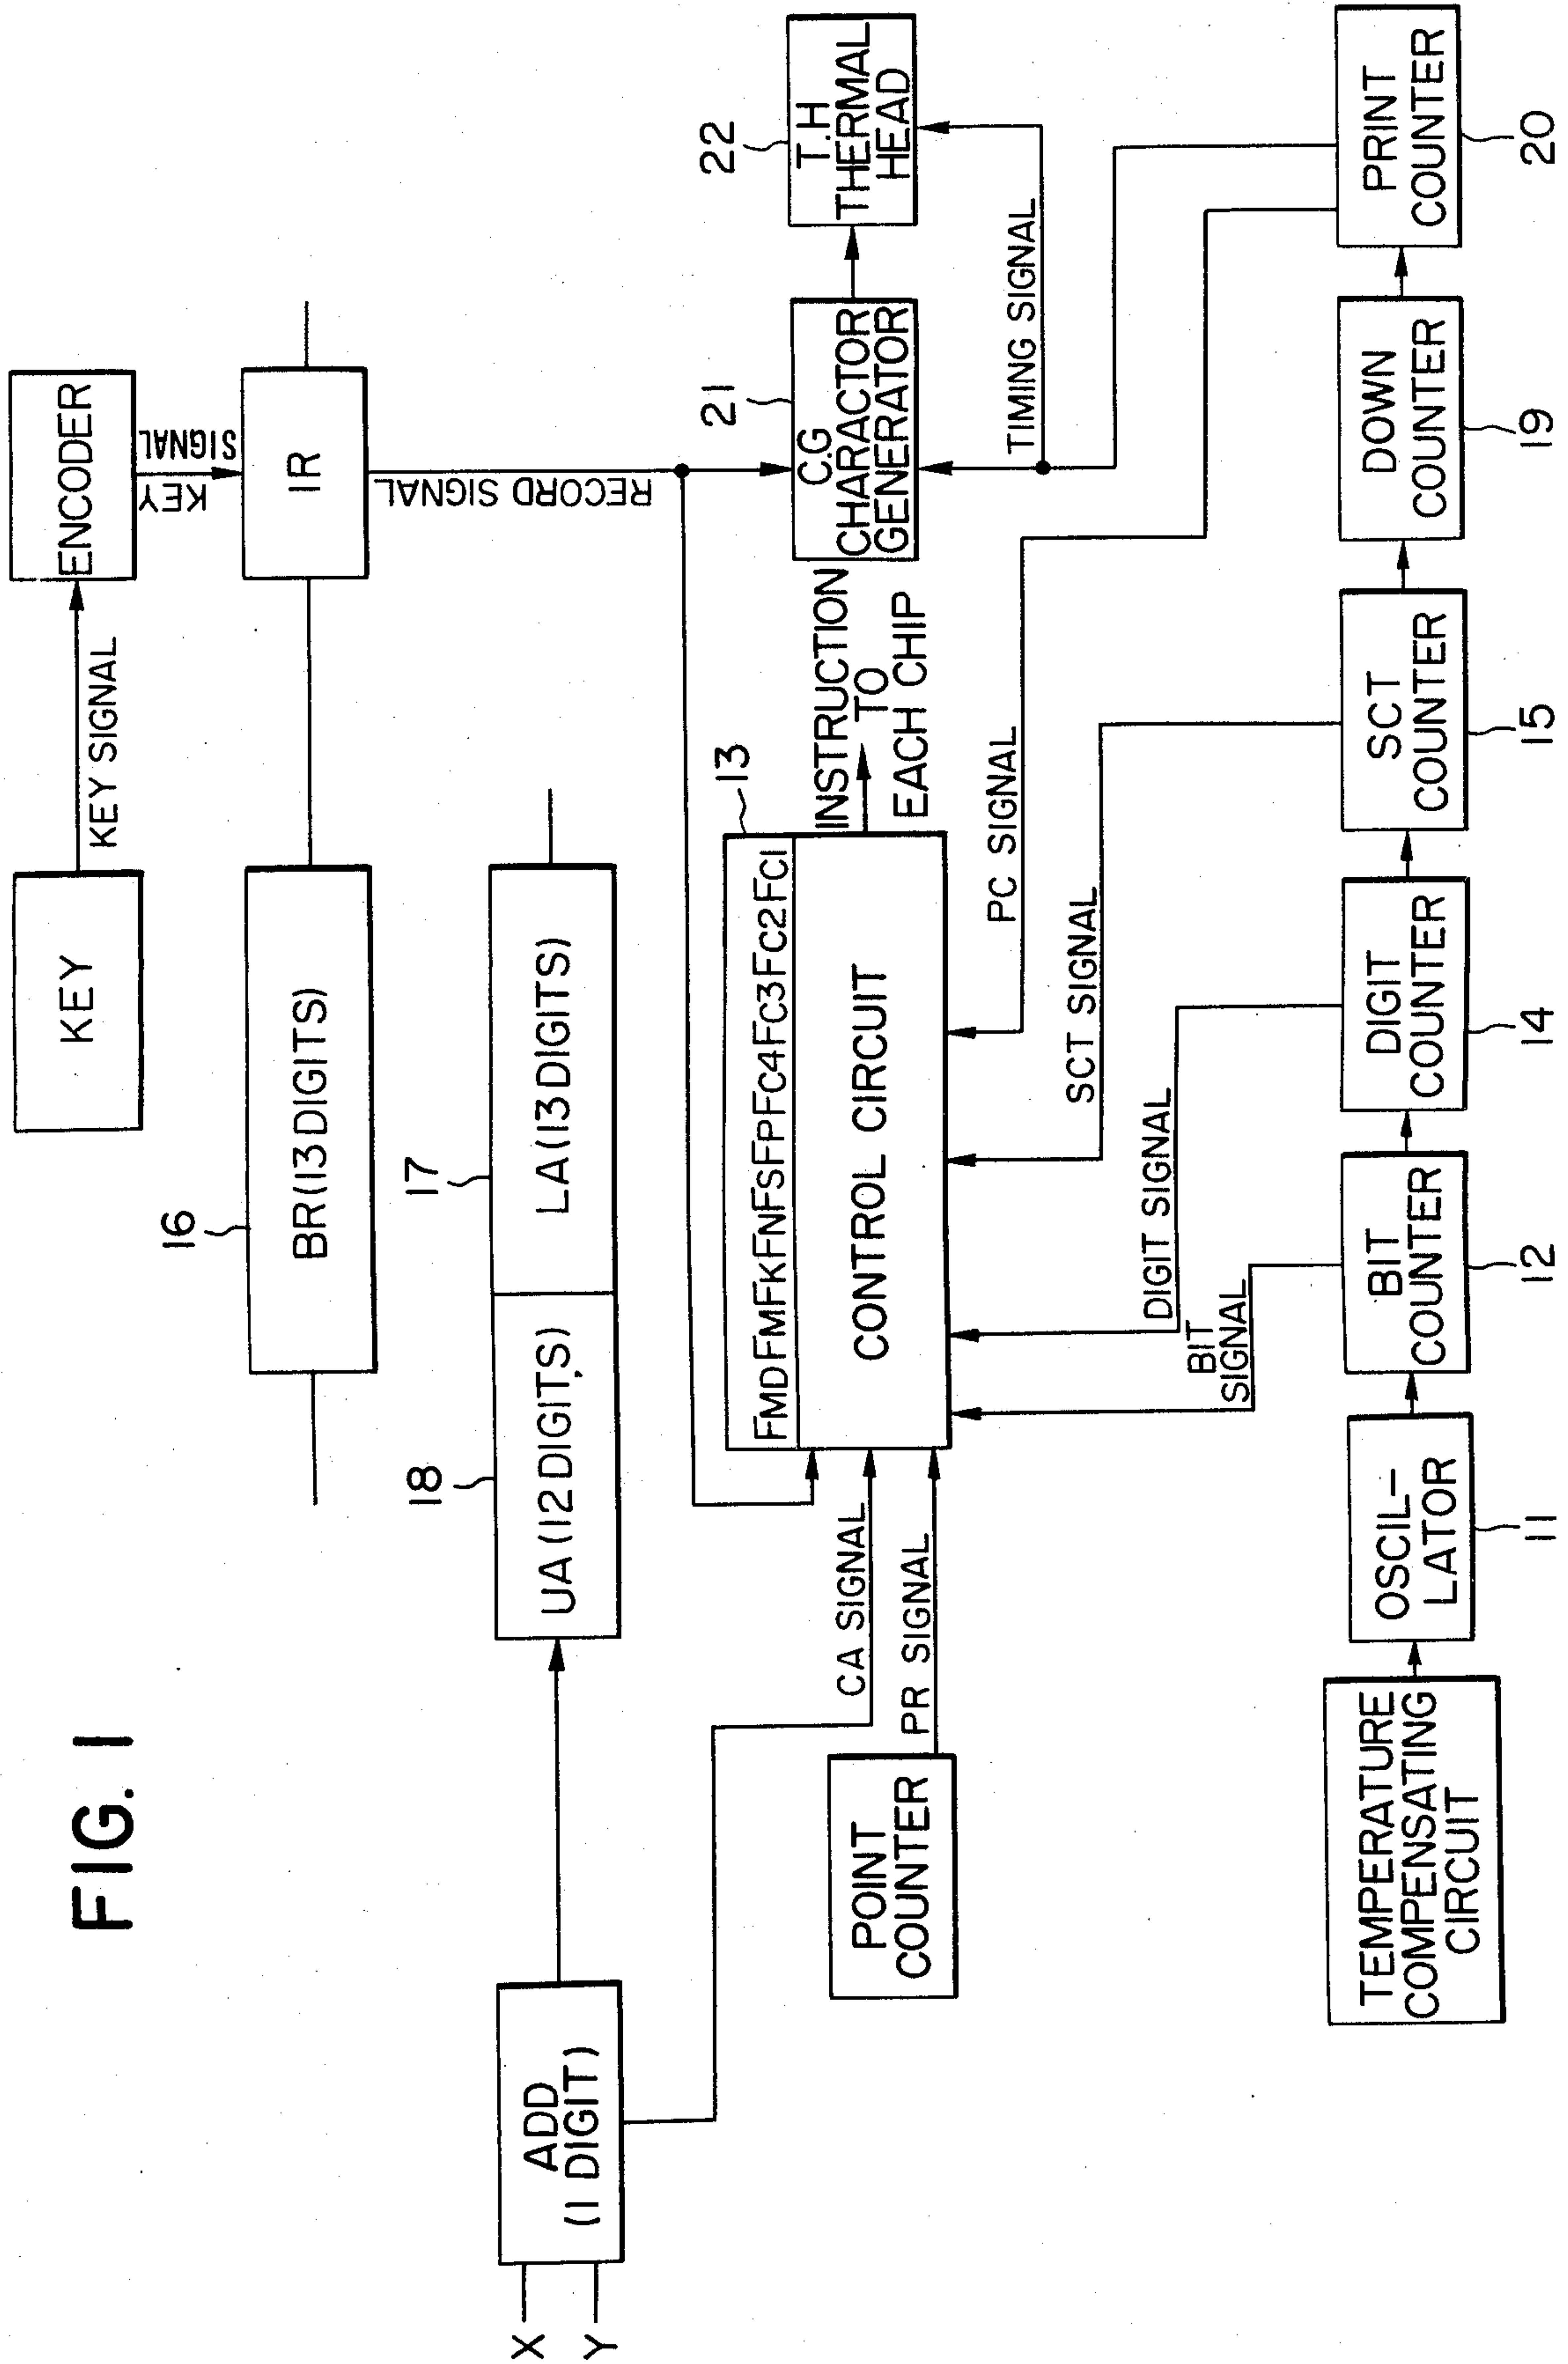 FIG. 1
KEY
KEY SIGNAL
ENCODER
KEY
SIGNAL
16
BR(13 DIGITS)
IR
RECORD SIGNAL
18
17
X
Y
ADD
(1 DIGIT)
UA(12 DIGITS)
LA(13 DIGITS)
13
FMD FM FK FN FS FP FC4 FC3 FC2 FC1
CONTROL CIRCUIT
CA SIGNAL
PR SIGNAL
POINT
COUNTER
INSTRUCTION
TO
EACH CHIP
21
C.G
CHARACTOR
GENERATOR
22
T.H
THERMAL
HEAD
TIMING SIGNAL
PC SIGNAL
SCT SIGNAL
DIGIT SIGNAL
BIT
SIGNAL
TEMPERATURE
COMPENSATING
CIRCUIT
OSCIL-
LATOR
11
BIT
COUNTER
12
DIGIT
COUNTER
14
SCT
COUNTER
15
DOWN
COUNTER
19
PRINT
COUNTER
20